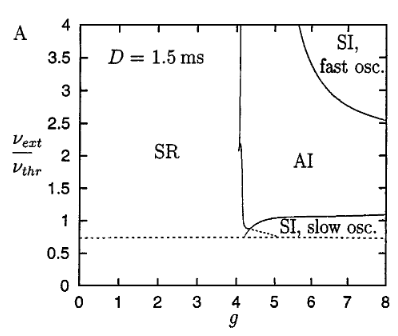 A
D = 1.5 ms
SI,
fast osc.
ν_ext
ν_thr
SR
AI
SI, slow osc.
4
3.5
3
2.5
2
1.5
1
0.5
0
0 1 2 3 4 5 6 7 8
g